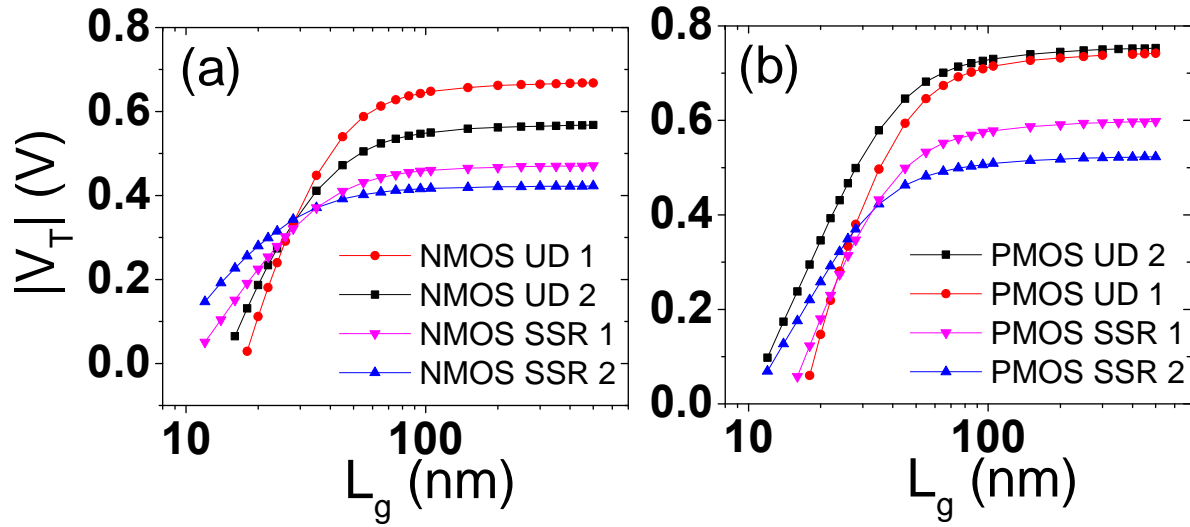 (a)
|V_T| (V)
0.8
0.6
0.4
0.2
0.0
NMOS UD 1
NMOS UD 2
NMOS SSR 1
NMOS SSR 2
10
100
L_g (nm)
(b)
0.8
0.6
0.4
0.2
0.0
PMOS UD 2
PMOS UD 1
PMOS SSR 1
PMOS SSR 2
10
100
L_g (nm)